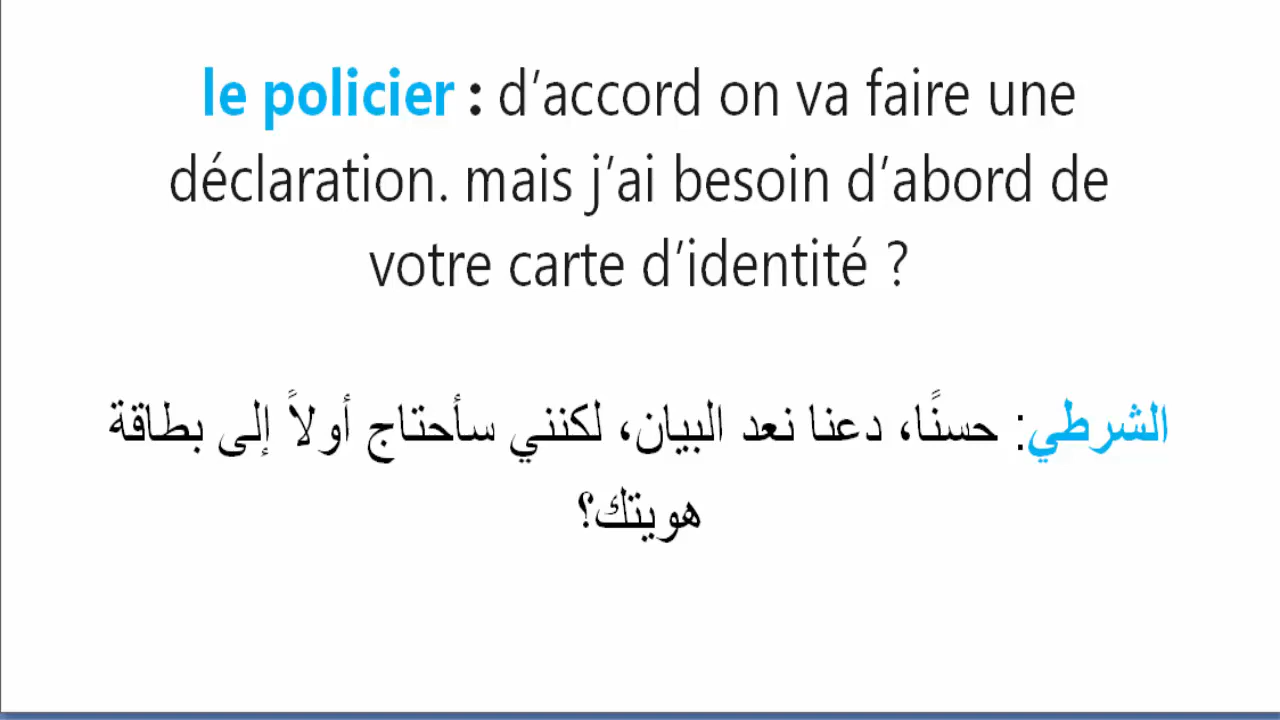 le policier : d’accord on va faire une
déclaration. mais j’ai besoin d’abord de
votre carte d’identité ?
الشرطي: حسنًا، دعنا نعد البيان، لكنني سأحتاج أولاً إلى بطاقة
هويتك؟